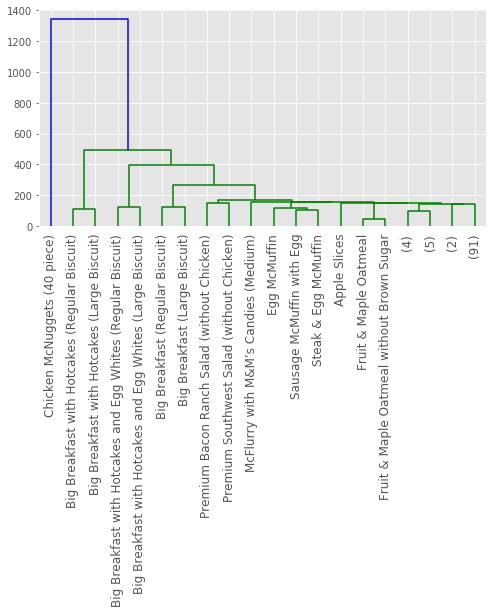 1400
1200
1000
800
600
400
200
0
Chicken McNuggets (40 piece)
Big Breakfast with Hotcakes (Regular Biscuit)
Big Breakfast with Hotcakes (Large Biscuit)
Big Breakfast with Hotcakes and Egg Whites (Regular Biscuit)
Big Breakfast with Hotcakes and Egg Whites (Large Biscuit)
Big Breakfast (Regular Biscuit)
Big Breakfast (Large Biscuit)
Premium Bacon Ranch Salad (without Chicken)
Premium Southwest Salad (without Chicken)
McFlurry with M&M's Candies (Medium)
Egg McMuffin
Sausage McMuffin with Egg
Steak & Egg McMuffin
Apple Slices
Fruit & Maple Oatmeal
Fruit & Maple Oatmeal without Brown Sugar
(4)
(5)
(2)
(91)